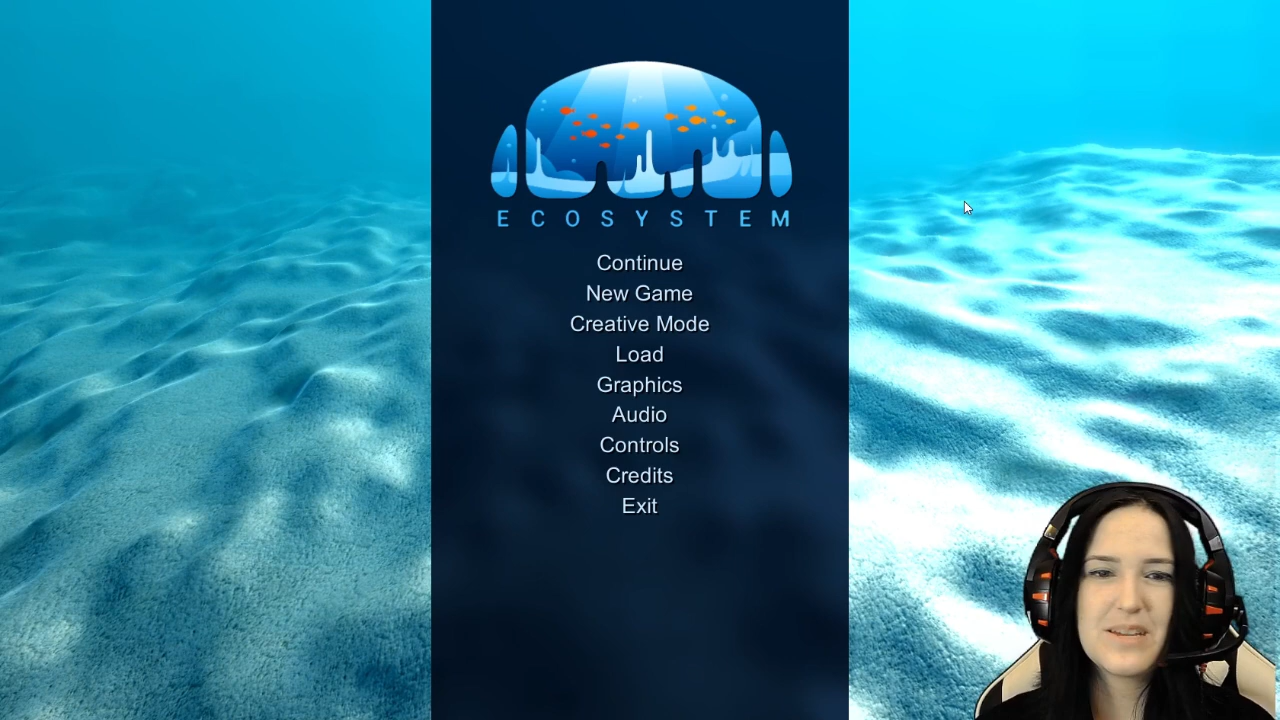 ECOSYSTEM
Continue
New Game
Creative Mode
Load
Graphics
Audio
Controls
Credits
Exit